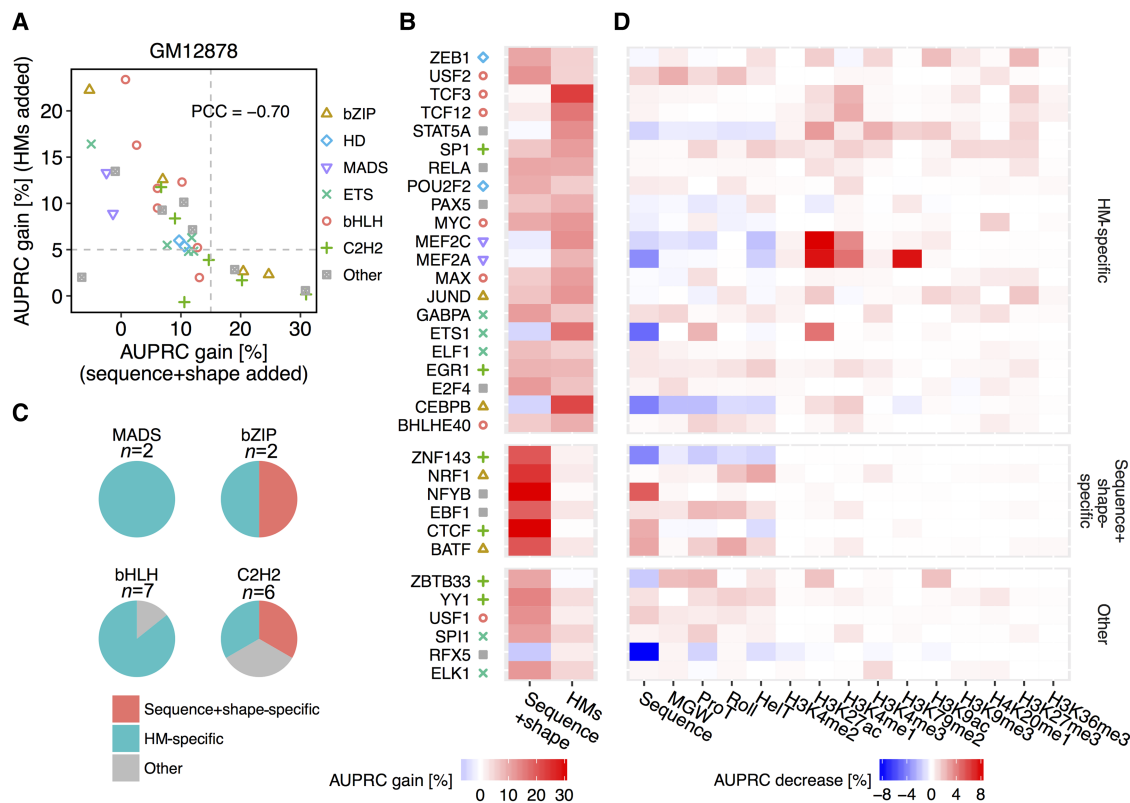 A
GM12878
AUPRC gain [%] (HMs added)
20
15
10
5
0
PCC = −0.70
0
10
20
30
AUPRC gain [%]
(sequence+shape added)
bZIP
HD
MADS
ETS
bHLH
C2H2
Other
B
ZEB1
USF2
TCF3
TCF12
STAT5A
SP1
RELA
POU2F2
PAX5
MYC
MEF2C
MEF2A
MAX
JUND
GABPA
ETS1
ELF1
EGR1
E2F4
CEBPB
BHLHE40
ZNF143
NRF1
NFYB
EBF1
CTCF
BATF
ZBTB33
YY1
USF1
SPI1
RFX5
ELK1
Sequence
+shape
HMs
AUPRC gain [%]
0 10 20 30
C
MADS
n=2
bZIP
n=2
bHLH
n=7
C2H2
n=6
Sequence+shape-specific
HM-specific
Other
D
HM-specific
Sequence+
shape-
specific
Other
Sequence
MGW
ProT
Roll
HelT
H3K4me2
H3K27ac
H3K4me1
H3K4me3
H3K79me2
H3K9ac
H3K9me3
H4K20me1
H3K27me3
H3K36me3
AUPRC decrease [%]
−8 −4 0 4 8